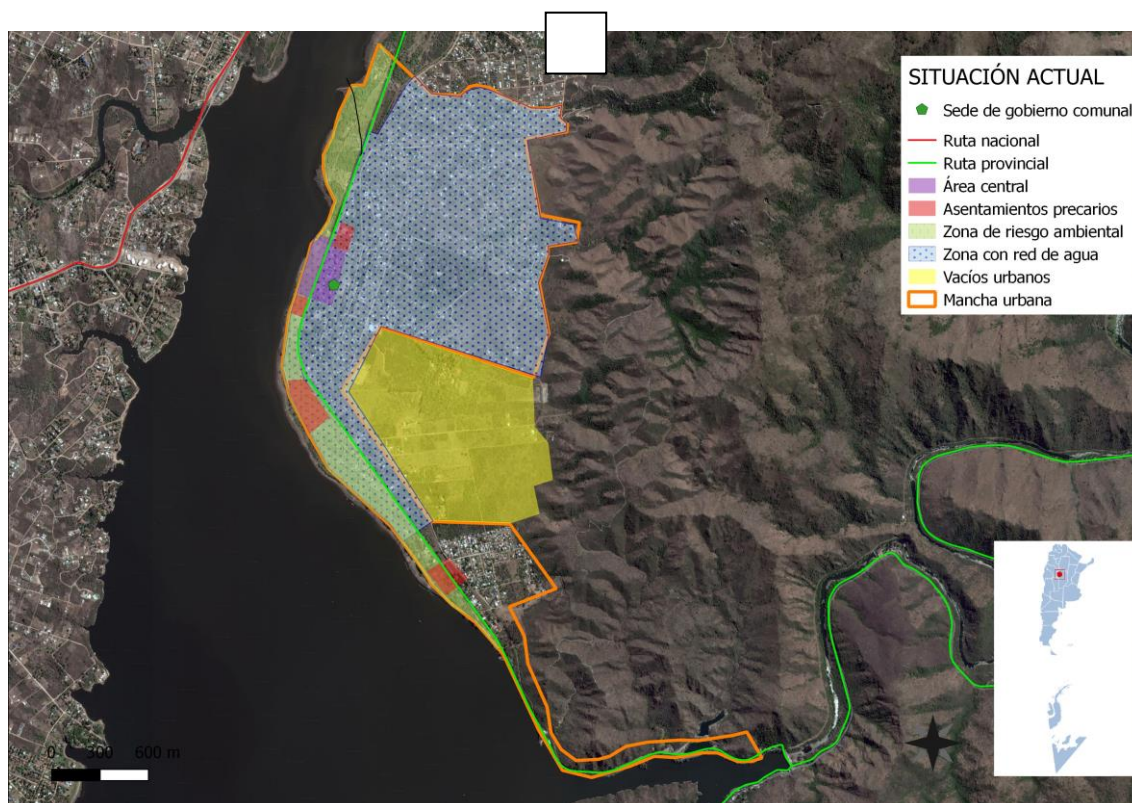 SITUACIÓN ACTUAL
Sede de gobierno comunal
Ruta nacional
Ruta provincial
Área central
Asentamientos precarios
Zona de riesgo ambiental
Zona con red de agua
Vacíos urbanos
Mancha urbana
0 300 600 m